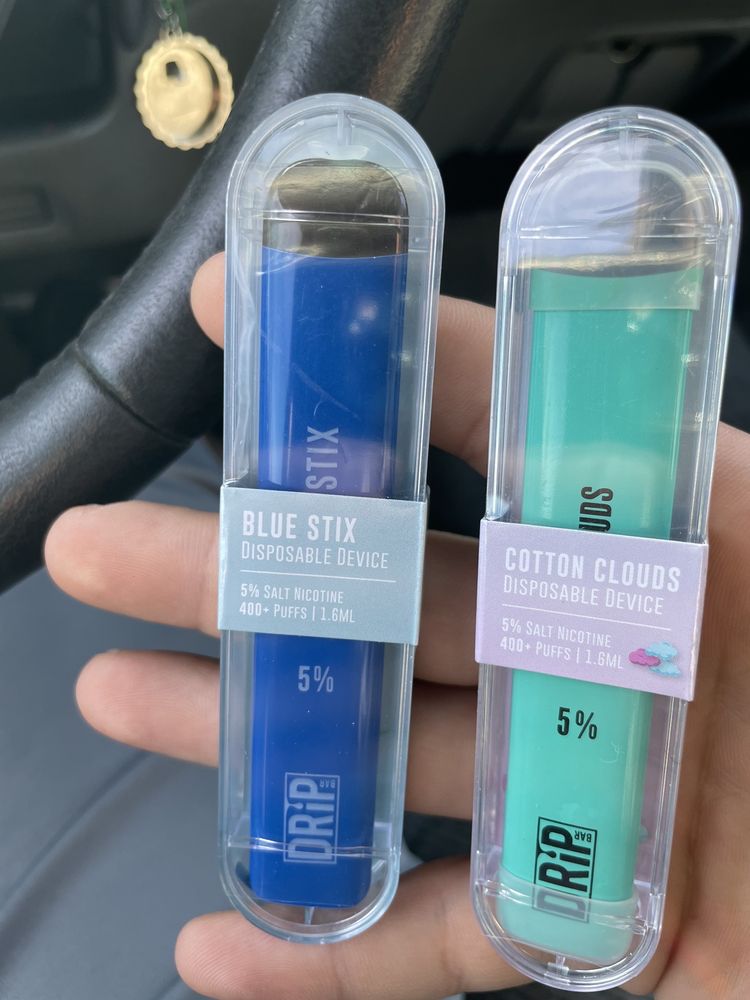 STIX
BLUE STIX
DISPOSABLE DEVICE
5% SALT NICOTINE
400+ PUFFS | 1.6ML
5%
DRIP
BAR
UDS
COTTON CLOUDS
DISPOSABLE DEVICE
5% SALT NICOTINE
400+ PUFFS | 1.6ML
5%
DRIP
BAR